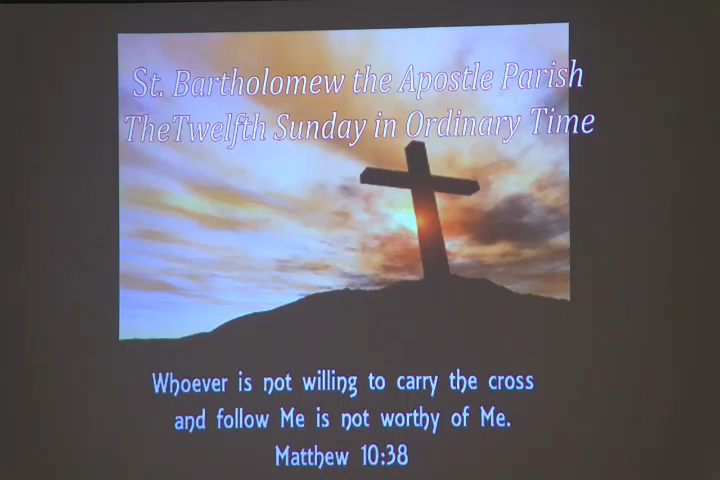 St. Bartholomew the Apostle Parish
TheTwelfth Sunday in Ordinary Time
Whoever is not willing to carry the cross
and follow Me is not worthy of Me.
Matthew 10:38